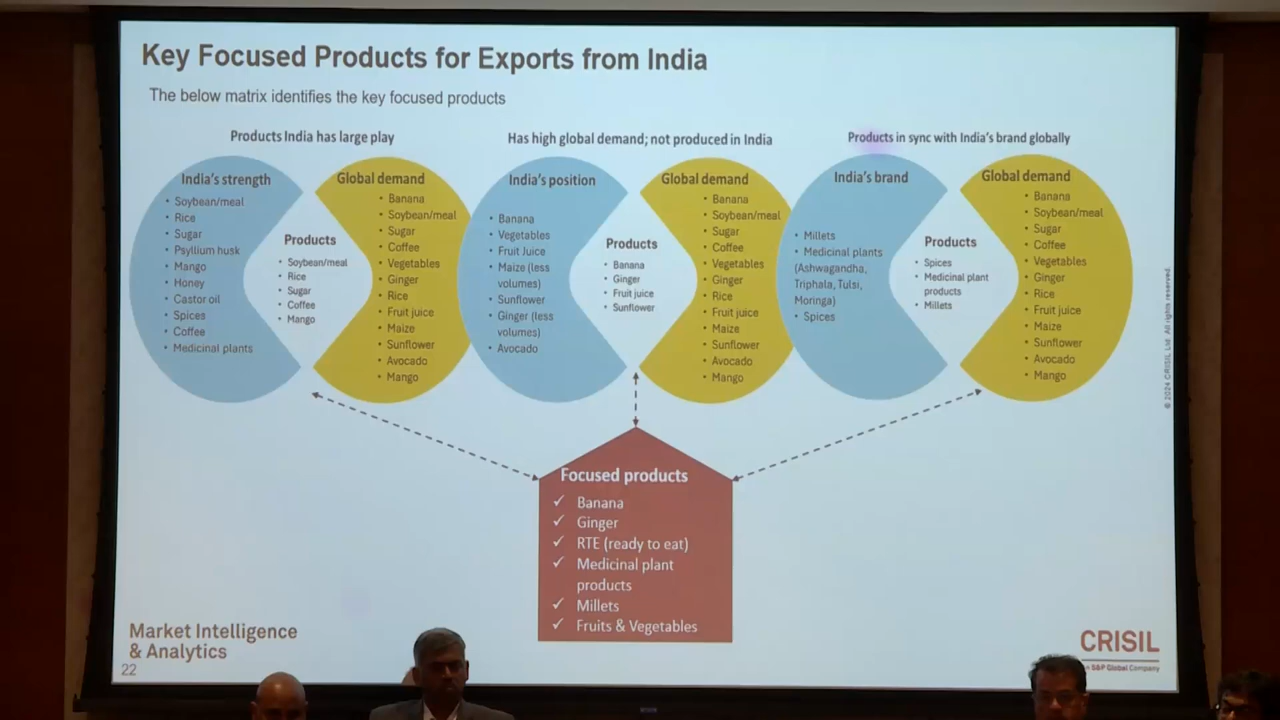 Key Focused Products for Exports from India
The below matrix identifies the key focused products
Products India has large play
India's strength
• Soybean/meal
• Rice
• Sugar
• Psyllium husk
• Mango
• Honey
• Castor oil
• Spices
• Coffee
• Medicinal plants
Products
• Soybean/meal
• Rice
• Sugar
• Coffee
• Mango
Global demand
• Banana
• Soybean/meal
• Sugar
• Coffee
• Vegetables
• Ginger
• Rice
• Fruit juice
• Maize
• Sunflower
• Avocado
• Mango
Has high global demand; not produced in India
India's position
• Banana
• Vegetables
• Fruit Juice
• Maize (less
volumes)
• Sunflower
• Ginger (less
volumes)
• Avocado
Products
• Banana
• Ginger
• Fruit juice
• Sunflower
Global demand
• Banana
• Soybean/meal
• Sugar
• Coffee
• Vegetables
• Ginger
• Rice
• Fruit juice
• Maize
• Sunflower
• Avocado
• Mango
Products in sync with India's brand globally
India's brand
• Millets
• Medicinal plants
(Ashwagandha,
Triphala, Tulsi,
Moringa)
• Spices
Products
• Spices
• Medicinal plant
products
• Millets
Global demand
• Banana
• Soybean/meal
• Sugar
• Coffee
• Vegetables
• Ginger
• Rice
• Fruit juice
• Maize
• Sunflower
• Avocado
• Mango
© 2024 CRISIL Ltd. All rights reserved.
Focused products
✓ Banana
✓ Ginger
✓ RTE (ready to eat)
✓ Medicinal plant
products
✓ Millets
✓ Fruits & Vegetables
Market Intelligence
& Analytics
22
CRISIL
S&P Global Company